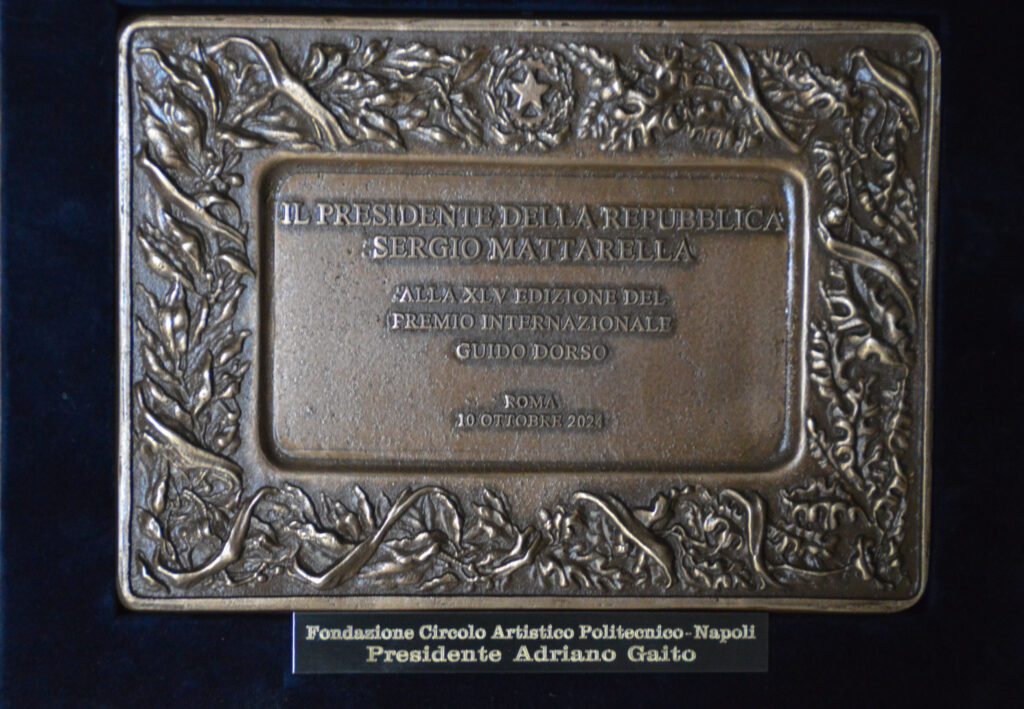 IL PRESIDENTE DELLA REPUBBLICA
SERGIO MATTARELLA
ALLA XLV EDIZIONE DEL
PREMIO INTERNAZIONALE
GUIDO DORSO
ROMA
10 OTTOBRE 2024
Fondazione Circolo Artistico Politecnico-Napoli
Presidente Adriano Gaito